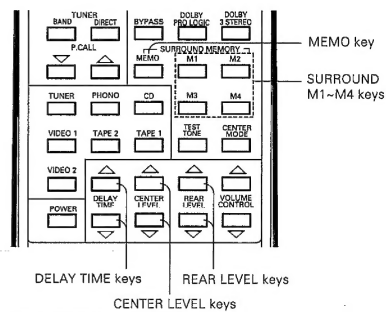 TUNER
BAND DIRECT
BYPASS
DOLBY PRO LOGIC
DOLBY 3 STEREO
P.CALL
SURROUND MEMORY
MEMO M1 M2
MEMO key
SURROUND M1~M4 keys
TUNER PHONO CD M3 M4
VIDEO 1 TAPE 2 TAPE 1 TEST TONE CENTER MODE
VIDEO 2
POWER
DELAY TIME
CENTER LEVEL
REAR LEVEL
VOLUME CONTROL
DELAY TIME keys
REAR LEVEL keys
CENTER LEVEL keys